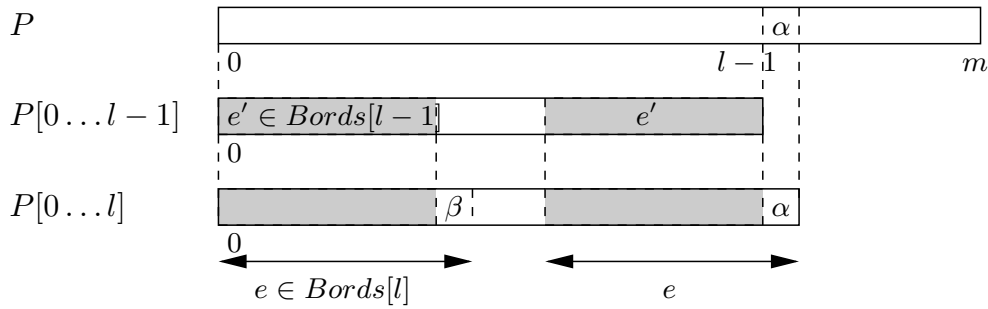 P α
0 l − 1 m
P[0 … l − 1] e′ ∈ Bords[l − 1] e′
0
P[0 … l] β α
0
e ∈ Bords[l] e